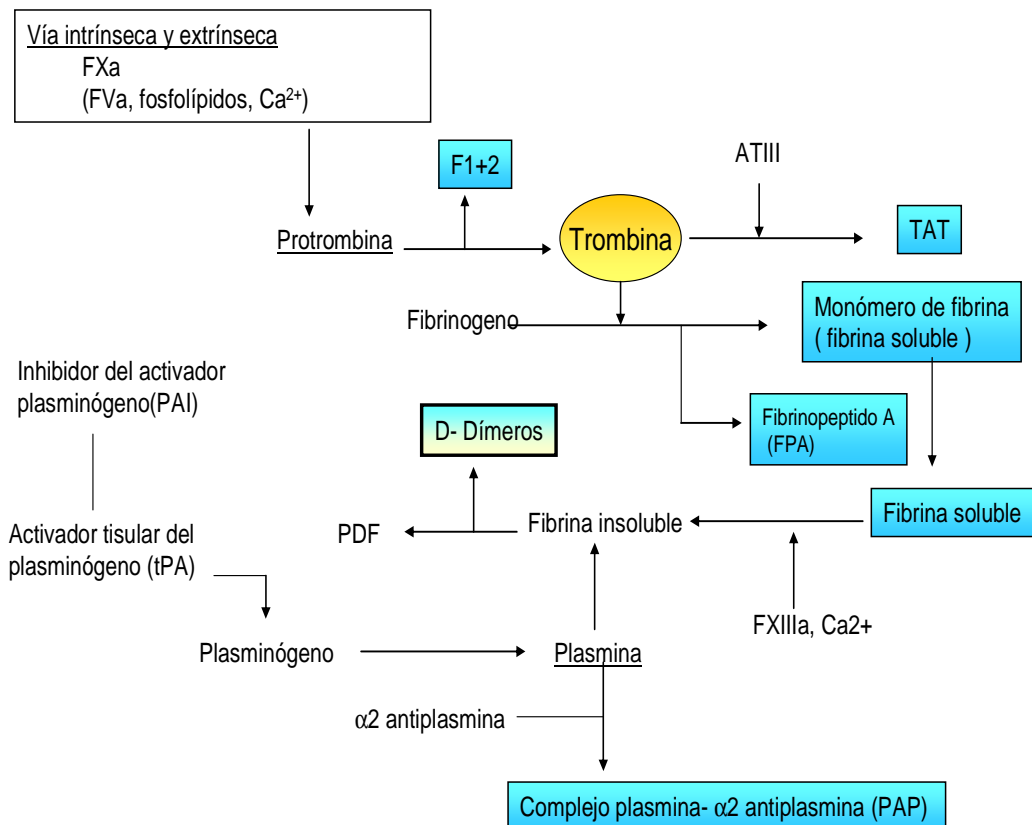 Vía intrínseca y extrínseca
FXa
(FVa, fosfolípidos, Ca²⁺)
F1+2
ATIII
Protrombina
Trombina
TAT
Fibrinogeno
Monómero de fibrina
( fibrina soluble )
Inhibidor del activador
plasminógeno(PAI)
D- Dímeros
Fibrinopeptido A
(FPA)
Activador tisular del
plasminógeno (tPA)
PDF
Fibrina insoluble
Fibrina soluble
FXIIIa, Ca2+
Plasminógeno
Plasmina
α2 antiplasmina
Complejo plasmina- α2 antiplasmina (PAP)